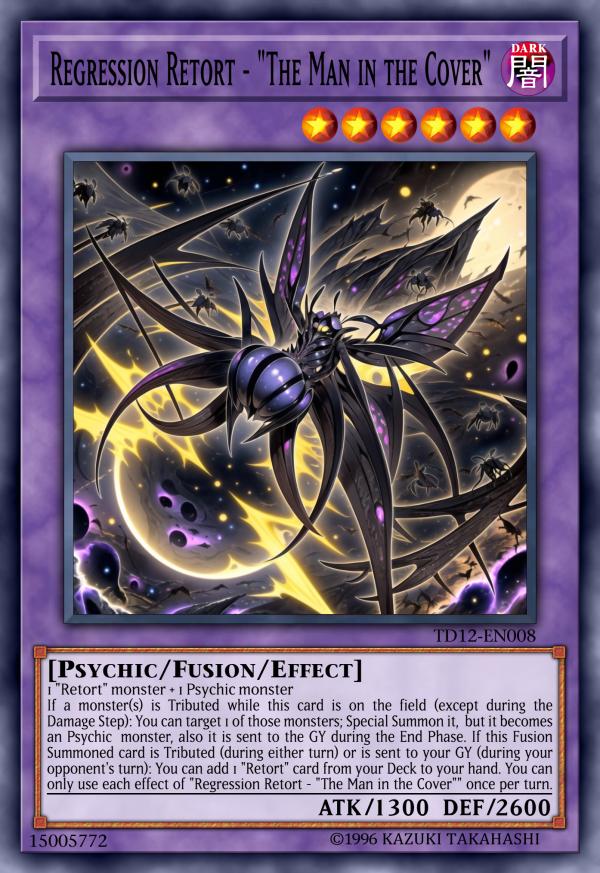 Regression Retort - "The Man in the Cover"
DARK
闇
TD12-EN008
[Psychic/Fusion/Effect]
1 "Retort" monster + 1 Psychic monster
If a monster(s) is Tributed while this card is on the field (except during the
Damage Step): You can target 1 of those monsters; Special Summon it, but it becomes
an Psychic monster, also it is sent to the GY during the End Phase. If this Fusion
Summoned card is Tributed (during either turn) or is sent to your GY (during your
opponent's turn): You can add 1 "Retort" card from your Deck to your hand. You can
only use each effect of "Regression Retort - "The Man in the Cover"" once per turn.
ATK/1300 DEF/2600
15005772
©1996 KAZUKI TAKAHASHI